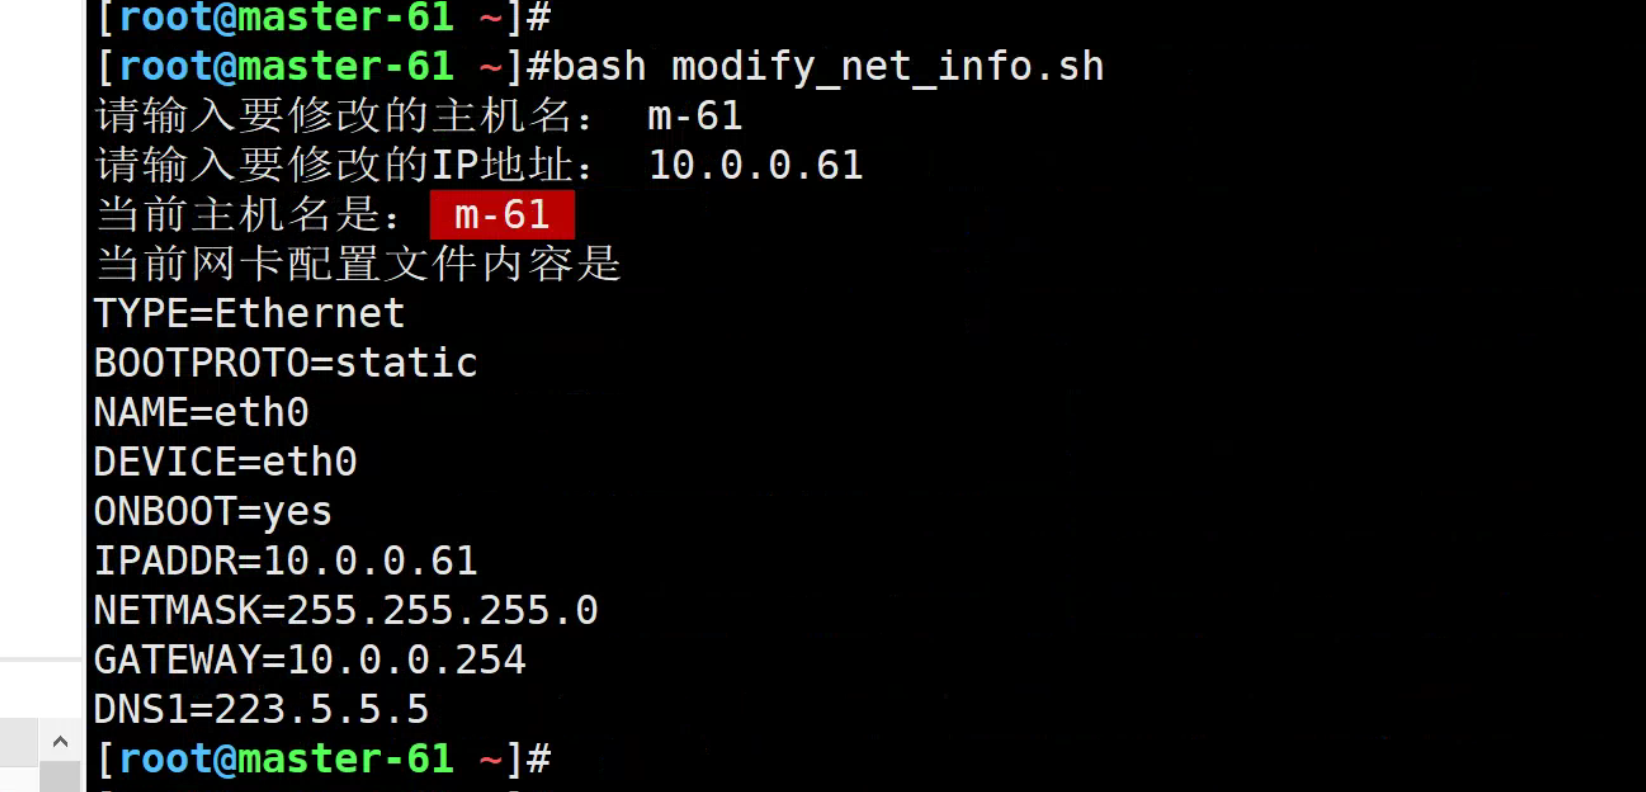 [root@master-61 ~]#
[root@master-61 ~]#bash modify_net_info.sh
请输入要修改的主机名： m-61
请输入要修改的IP地址： 10.0.0.61
当前主机名是： m-61
当前网卡配置文件内容是
TYPE=Ethernet
BOOTPROTO=static
NAME=eth0
DEVICE=eth0
ONBOOT=yes
IPADDR=10.0.0.61
NETMASK=255.255.255.0
GATEWAY=10.0.0.254
DNS1=223.5.5.5
[root@master-61 ~]#